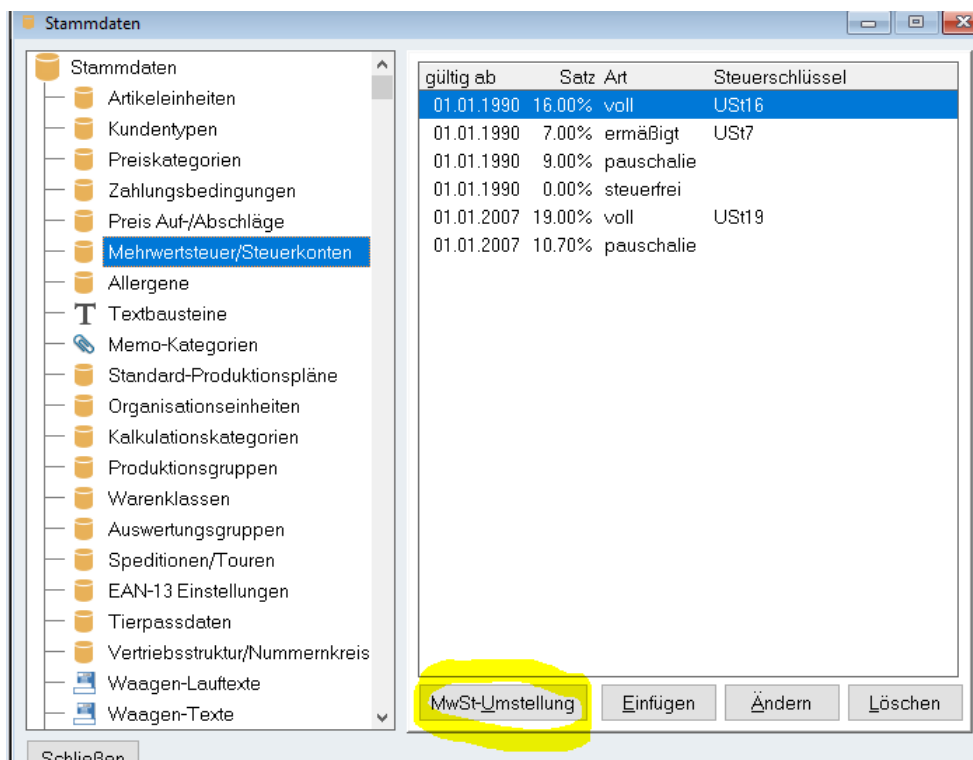 Stammdaten
Stammdaten
Artikeleinheiten
Kundentypen
Preiskategorien
Zahlungsbedingungen
Preis Auf-/Abschläge
Mehrwertsteuer/Steuerkonten
Allergene
Textbausteine
Memo-Kategorien
Standard-Produktionspläne
Organisationseinheiten
Kalkulationskategorien
Produktionsgruppen
Warenklassen
Auswertungsgruppen
Speditionen/Touren
EAN-13 Einstellungen
Tierpassdaten
Vertriebsstruktur/Nummernkreis
Waagen-Lauftexte
Waagen-Texte
gültig ab Satz Art Steuerschlüssel
01.01.1990 16.00% voll USt16
01.01.1990 7.00% ermäßigt USt7
01.01.1990 9.00% pauschalie
01.01.1990 0.00% steuerfrei
01.01.2007 19.00% voll USt19
01.01.2007 10.70% pauschalie
MwSt-Umstellung Einfügen Ändern Löschen
Schließen